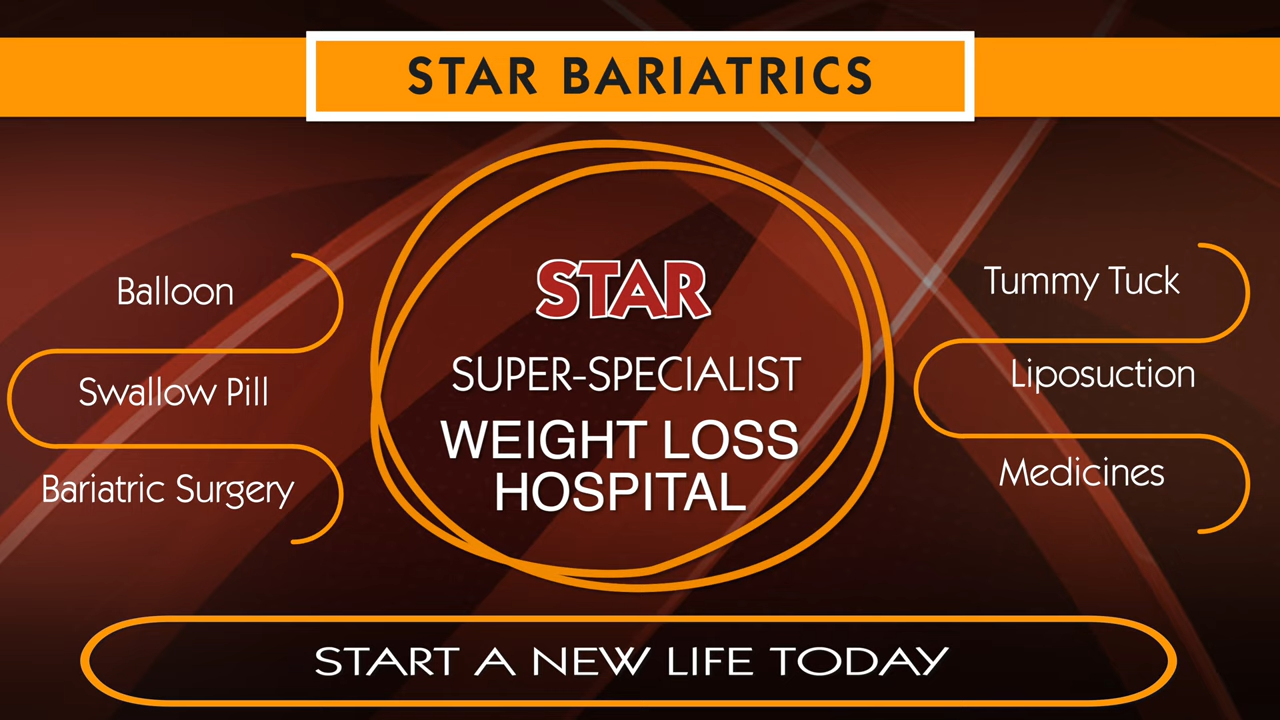 STAR BARIATRICS
Balloon
Swallow Pill
Bariatric Surgery
STAR
SUPER-SPECIALIST
WEIGHT LOSS
HOSPITAL
Tummy Tuck
Liposuction
Medicines
START A NEW LIFE TODAY